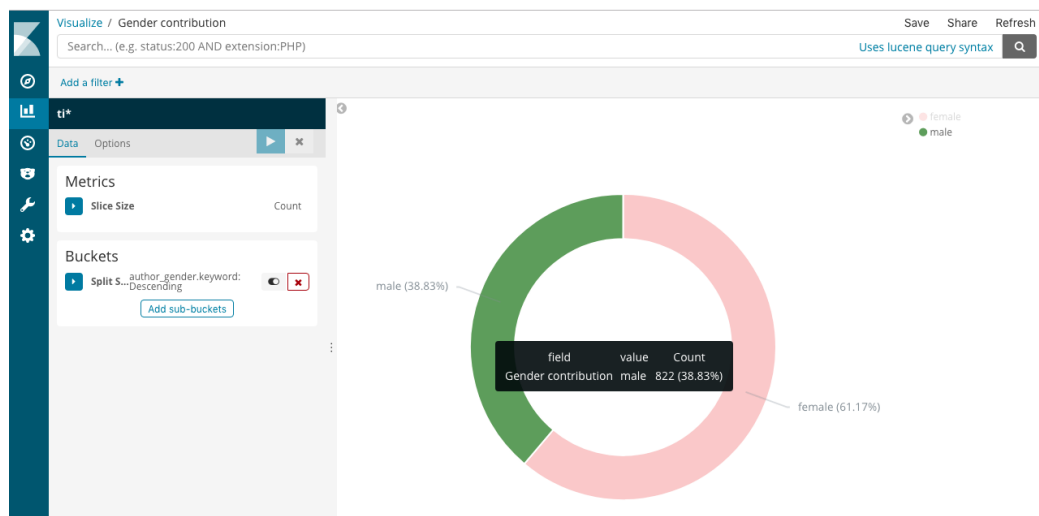 Visualize / Gender contribution
Save Share Refresh
Search... (e.g. status:200 AND extension:PHP)
Uses lucene query syntax
Add a filter +
ti*
Data Options
Metrics
Slice Size Count
Buckets
Split S... author_gender.keyword:
Descending
Add sub-buckets
female
male
male (38.83%)
field value Count
Gender contribution male 822 (38.83%)
female (61.17%)